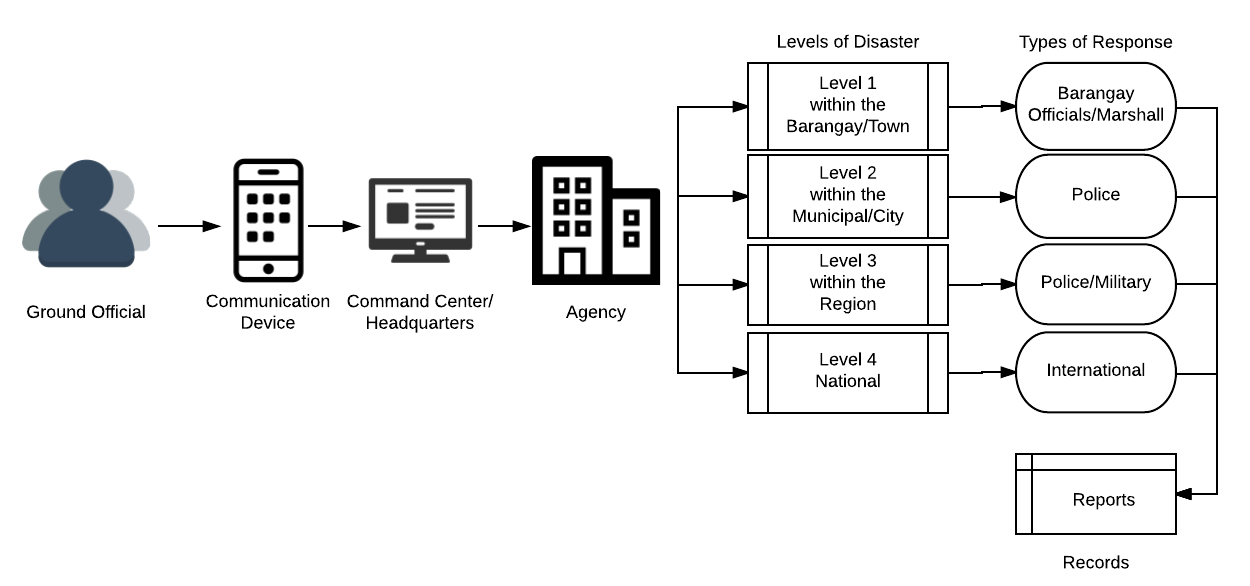 Levels of Disaster
Types of Response
Level 1
within the
Barangay/Town
Barangay
Officials/Marshall
Level 2
within the
Municipal/City
Police
Level 3
within the
Region
Police/Military
Level 4
National
International
Ground Official
Communication
Device
Command Center/
Headquarters
Agency
Reports
Records